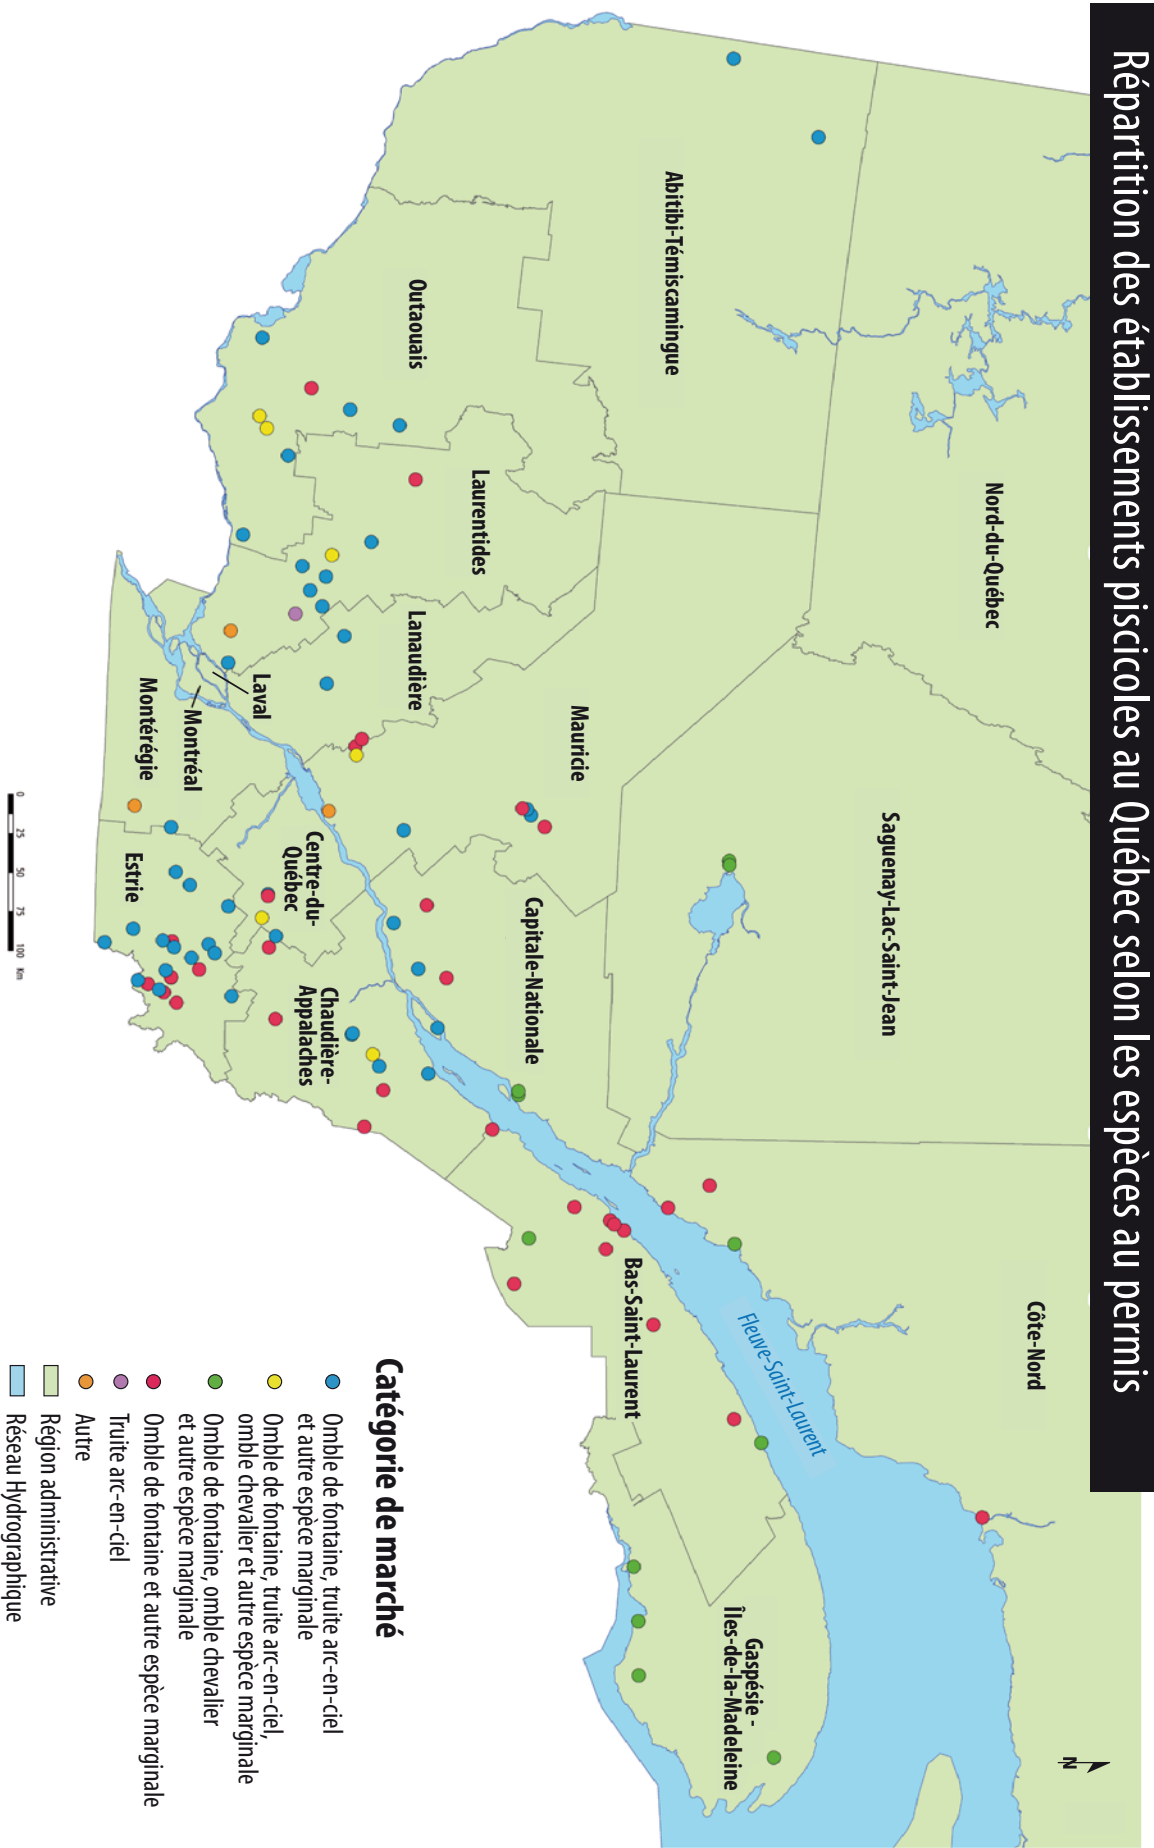 Répartition des établissements piscicoles au Québec selon les espèces au permis
Nord-du-Québec
Côte-Nord
Abitibi-Témiscamingue
Saguenay-Lac-Saint-Jean
Fleuve-Saint-Laurent
Gaspésie -
Îles-de-la-Madeleine
Outaouais
Laurentides
Lanaudière
Mauricie
Capitale-Nationale
Bas-Saint-Laurent
Laval
Montréal
Montérégie
Centre-du-
Québec
Estrie
Chaudière-
Appalaches
N
Catégorie de marché
Omble de fontaine, truite arc-en-ciel
et autre espèce marginale
Omble de fontaine, truite arc-en-ciel,
omble chevalier et autre espèce marginale
Omble de fontaine, omble chevalier
et autre espèce marginale
Omble de fontaine et autre espèce marginale
Truite arc-en-ciel
Autre
Région administrative
Réseau Hydrographique
0 25 50 75 100 Km